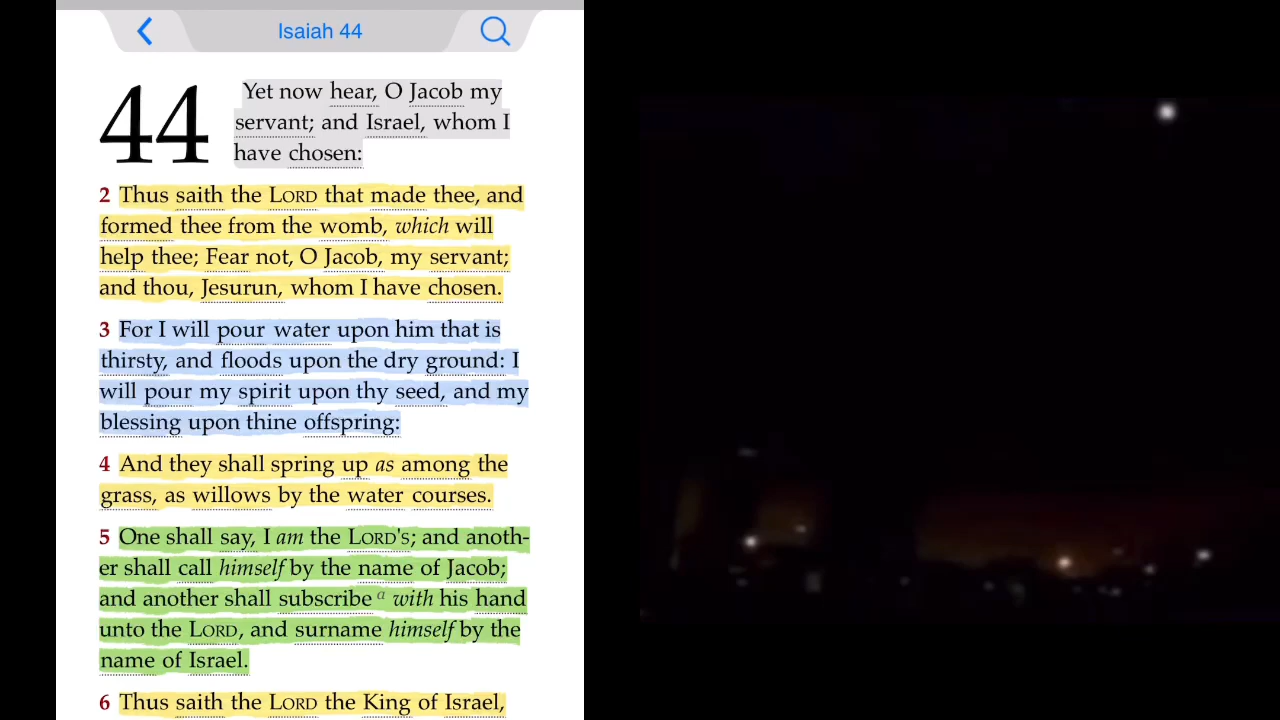 Isaiah 44
44 Yet now hear, O Jacob my
servant; and Israel, whom I
have chosen:
2 Thus saith the LORD that made thee, and
formed thee from the womb, which will
help thee; Fear not, O Jacob, my servant;
and thou, Jesurun, whom I have chosen.
3 For I will pour water upon him that is
thirsty, and floods upon the dry ground: I
will pour my spirit upon thy seed, and my
blessing upon thine offspring:
4 And they shall spring up as among the
grass, as willows by the water courses.
5 One shall say, I am the LORD's; and anoth-
er shall call himself by the name of Jacob;
and another shall subscribe a with his hand
unto the LORD, and surname himself by the
name of Israel.
6 Thus saith the LORD the King of Israel,